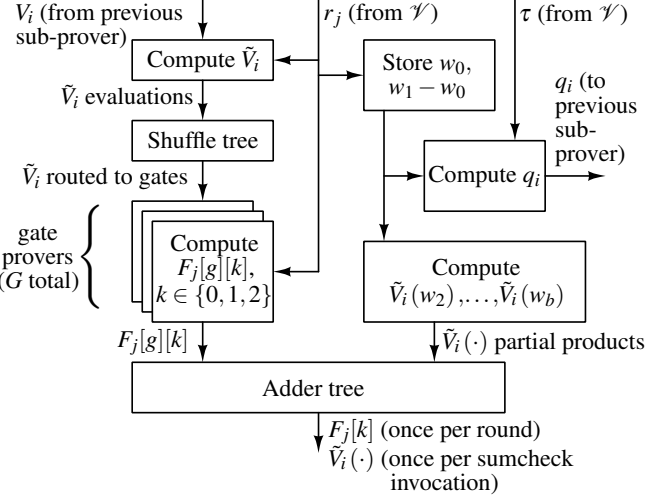 V_i (from previous
sub-prover)
r_j (from 𝒱)
τ (from 𝒱)
Compute Ṽ_i
Ṽ_i evaluations
Store w_0,
w_1 − w_0
q_i (to
previous
sub-
prover)
Shuffle tree
Compute q_i
Ṽ_i routed to gates
gate
provers
(G total)
Compute
F_j[g][k],
k ∈ {0,1,2}
Compute
Ṽ_i(w_2),...,Ṽ_i(w_b)
F_j[g][k]
Ṽ_i(·) partial products
Adder tree
F_j[k] (once per round)
Ṽ_i(·) (once per sumcheck
invocation)